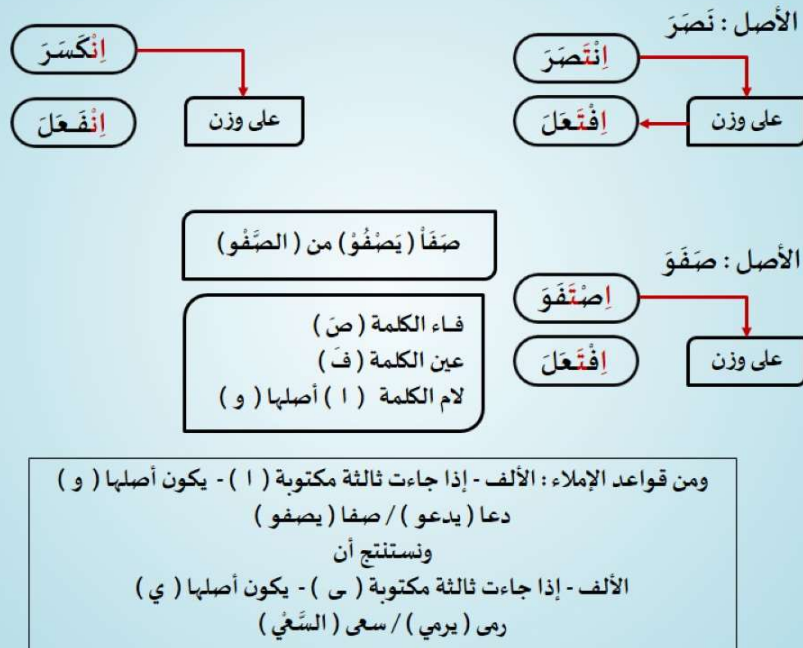 الأصل : نَصَرَ
اِنْتَصَرَ
على وزن
اِفْتَعَلَ
اِنْكَسَرَ
على وزن
اِنْفَعَلَ
الأصل : صَفَوَ
اِصْتَفَوَ
على وزن
اِفْتَعَلَ
صَفَاْ ( يَصْفُوْ ) من ( الصَّفْو )
فاء الكلمة ( صَ )
عين الكلمة ( فَ )
لام الكلمة ( ا ) أصلها ( و )
ومن قواعد الإملاء : الألف - إذا جاءت ثالثة مكتوبة ( ا ) - يكون أصلها ( و )
دعا ( يدعو ) / صفا ( يصفو )
ونستنتج أن
الألف - إذا جاءت ثالثة مكتوبة ( ى ) - يكون أصلها ( ي )
رمى ( يرمي ) / سعى ( السَّعْي )